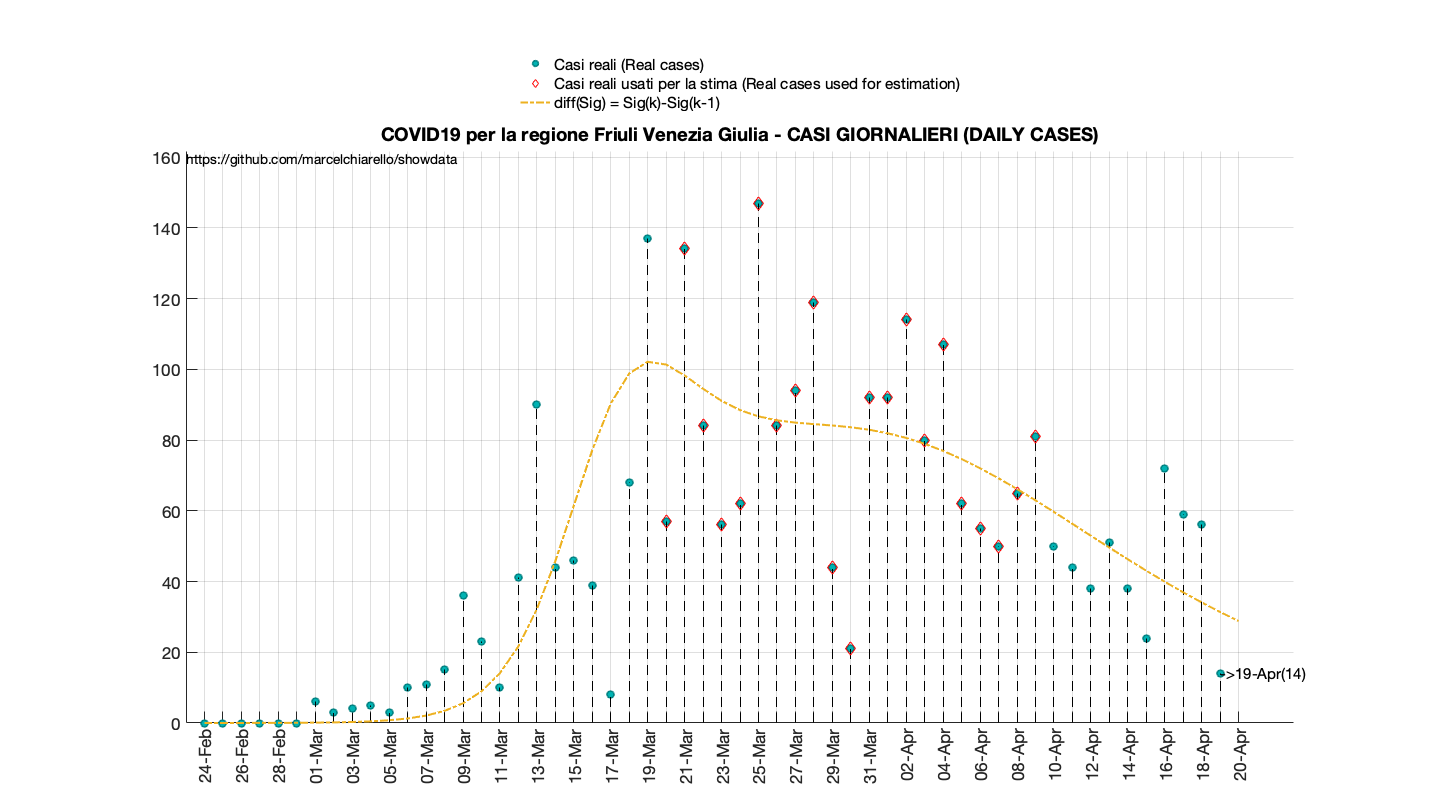 Casi reali (Real cases)
Casi reali usati per la stima (Real cases used for estimation)
diff(Sig) = Sig(k)-Sig(k-1)
COVID19 per la regione Friuli Venezia Giulia - CASI GIORNALIERI (DAILY CASES)
https://github.com/marcelchiarello/showdata
160
140
120
100
80
60
40
20
0
->19-Apr(14)
24-Feb
26-Feb
28-Feb
01-Mar
03-Mar
05-Mar
07-Mar
09-Mar
11-Mar
13-Mar
15-Mar
17-Mar
19-Mar
21-Mar
23-Mar
25-Mar
27-Mar
29-Mar
31-Mar
02-Apr
04-Apr
06-Apr
08-Apr
10-Apr
12-Apr
14-Apr
16-Apr
18-Apr
20-Apr